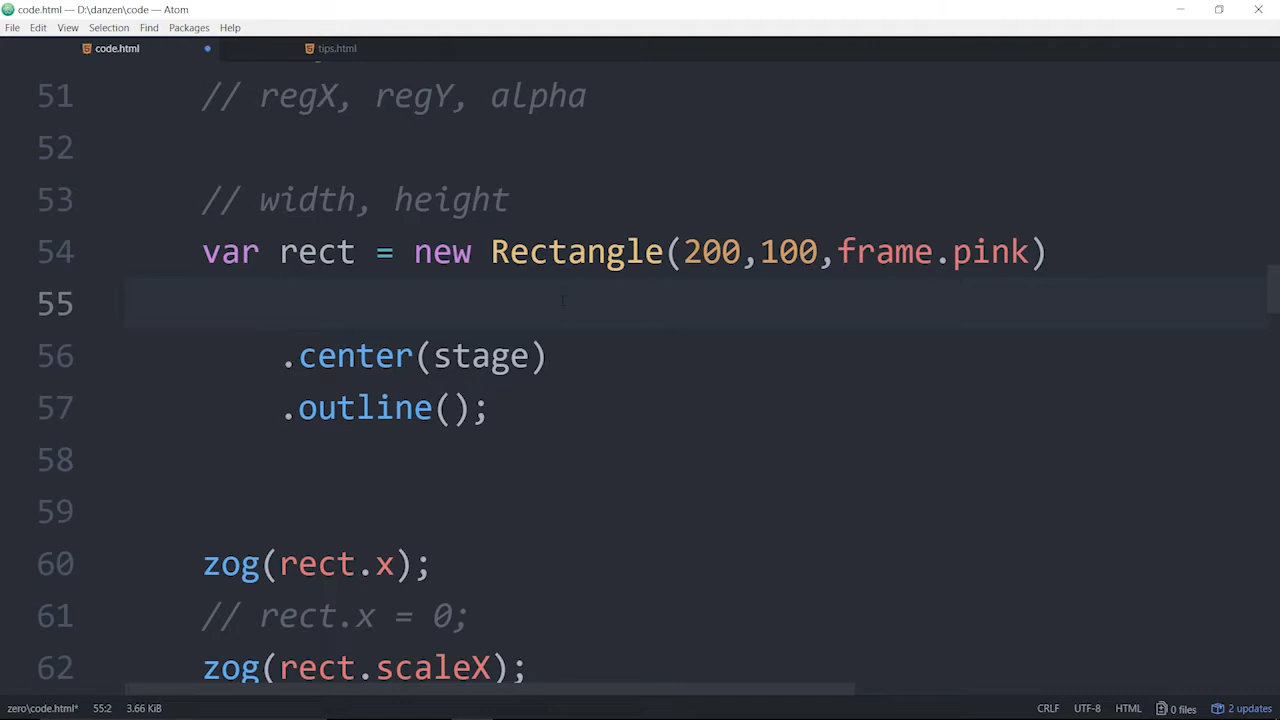 code.html — D:\danzen\code — Atom
File Edit View Selection Find Packages Help
code.html tips.html
51 // regX, regY, alpha
52
53 // width, height
54 var rect = new Rectangle(200,100,frame.pink)
55
56 .center(stage)
57 .outline();
58
59
60 zog(rect.x);
61 // rect.x = 0;
62 zog(rect.scaleX);
zero\code.html* 55:2 3.66 KiB CRLF UTF-8 HTML 0 files 2 updates